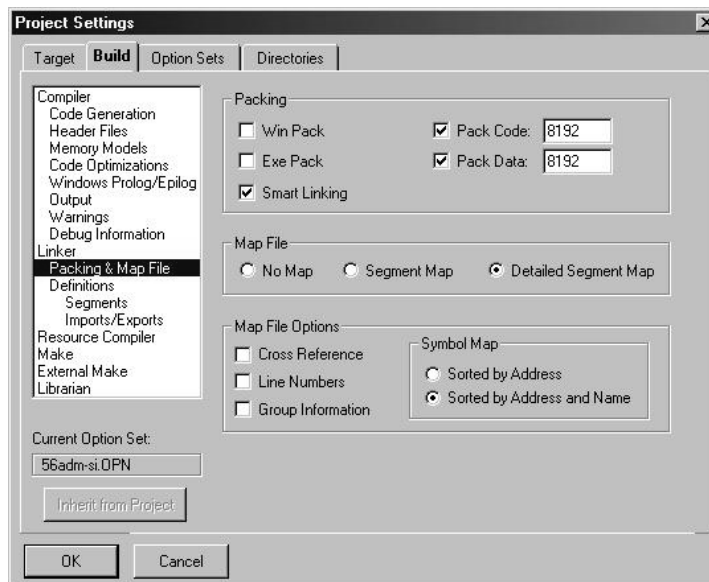 Project Settings
Target Build Option Sets Directories
Compiler
Code Generation
Header Files
Memory Models
Code Optimizations
Windows Prolog/Epilog
Output
Warnings
Debug Information
Linker
Packing & Map File
Definitions
Segments
Imports/Exports
Resource Compiler
Make
External Make
Librarian
Current Option Set:
56adm-si.OPN
Inherit from Project
Packing
Win Pack
Pack Code: 8192
Exe Pack
Pack Data: 8192
Smart Linking
Map File
No Map Segment Map Detailed Segment Map
Map File Options
Cross Reference
Line Numbers
Group Information
Symbol Map
Sorted by Address
Sorted by Address and Name
OK Cancel